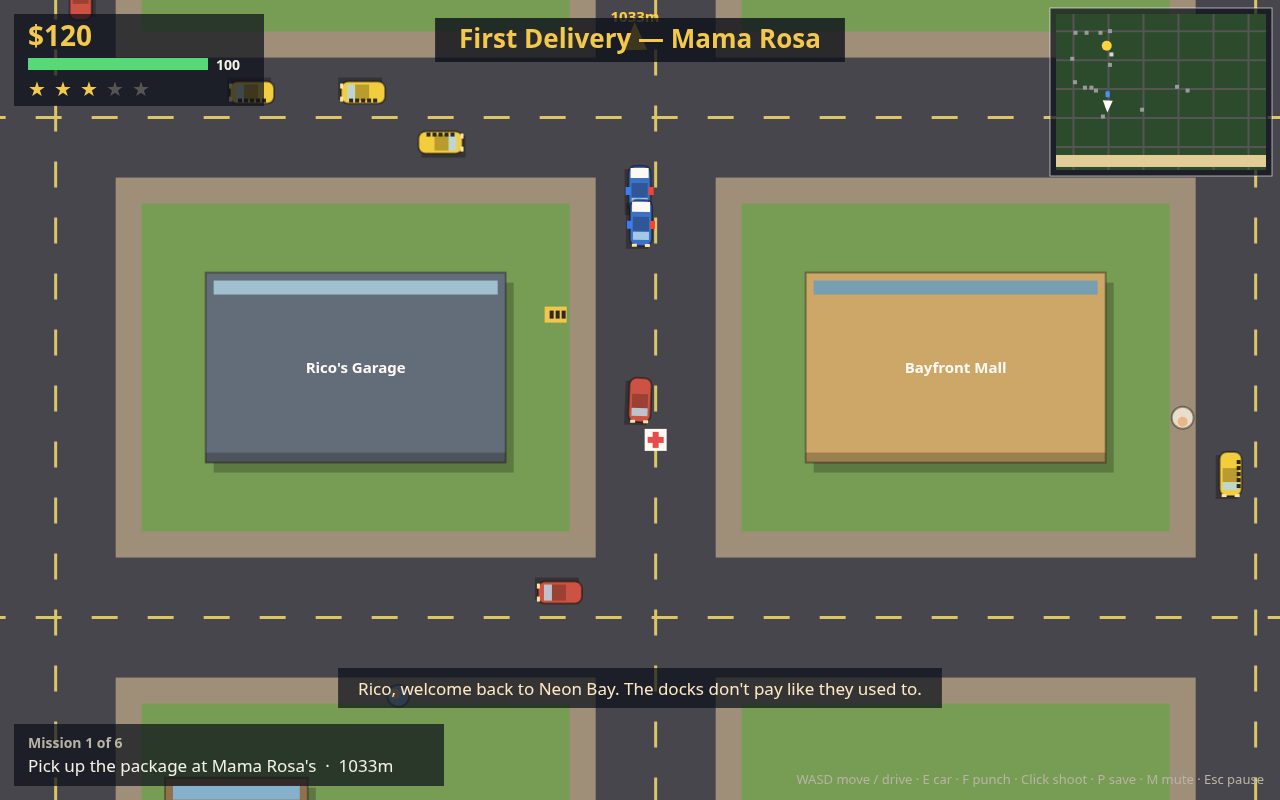 $120
100
1033m
First Delivery — Mama Rosa
Rico's Garage
Bayfront Mall
Rico, welcome back to Neon Bay. The docks don't pay like they used to.
Mission 1 of 6
Pick up the package at Mama Rosa's · 1033m
WASD move / drive · E car · F punch · Click shoot · P save · M mute · Esc pause